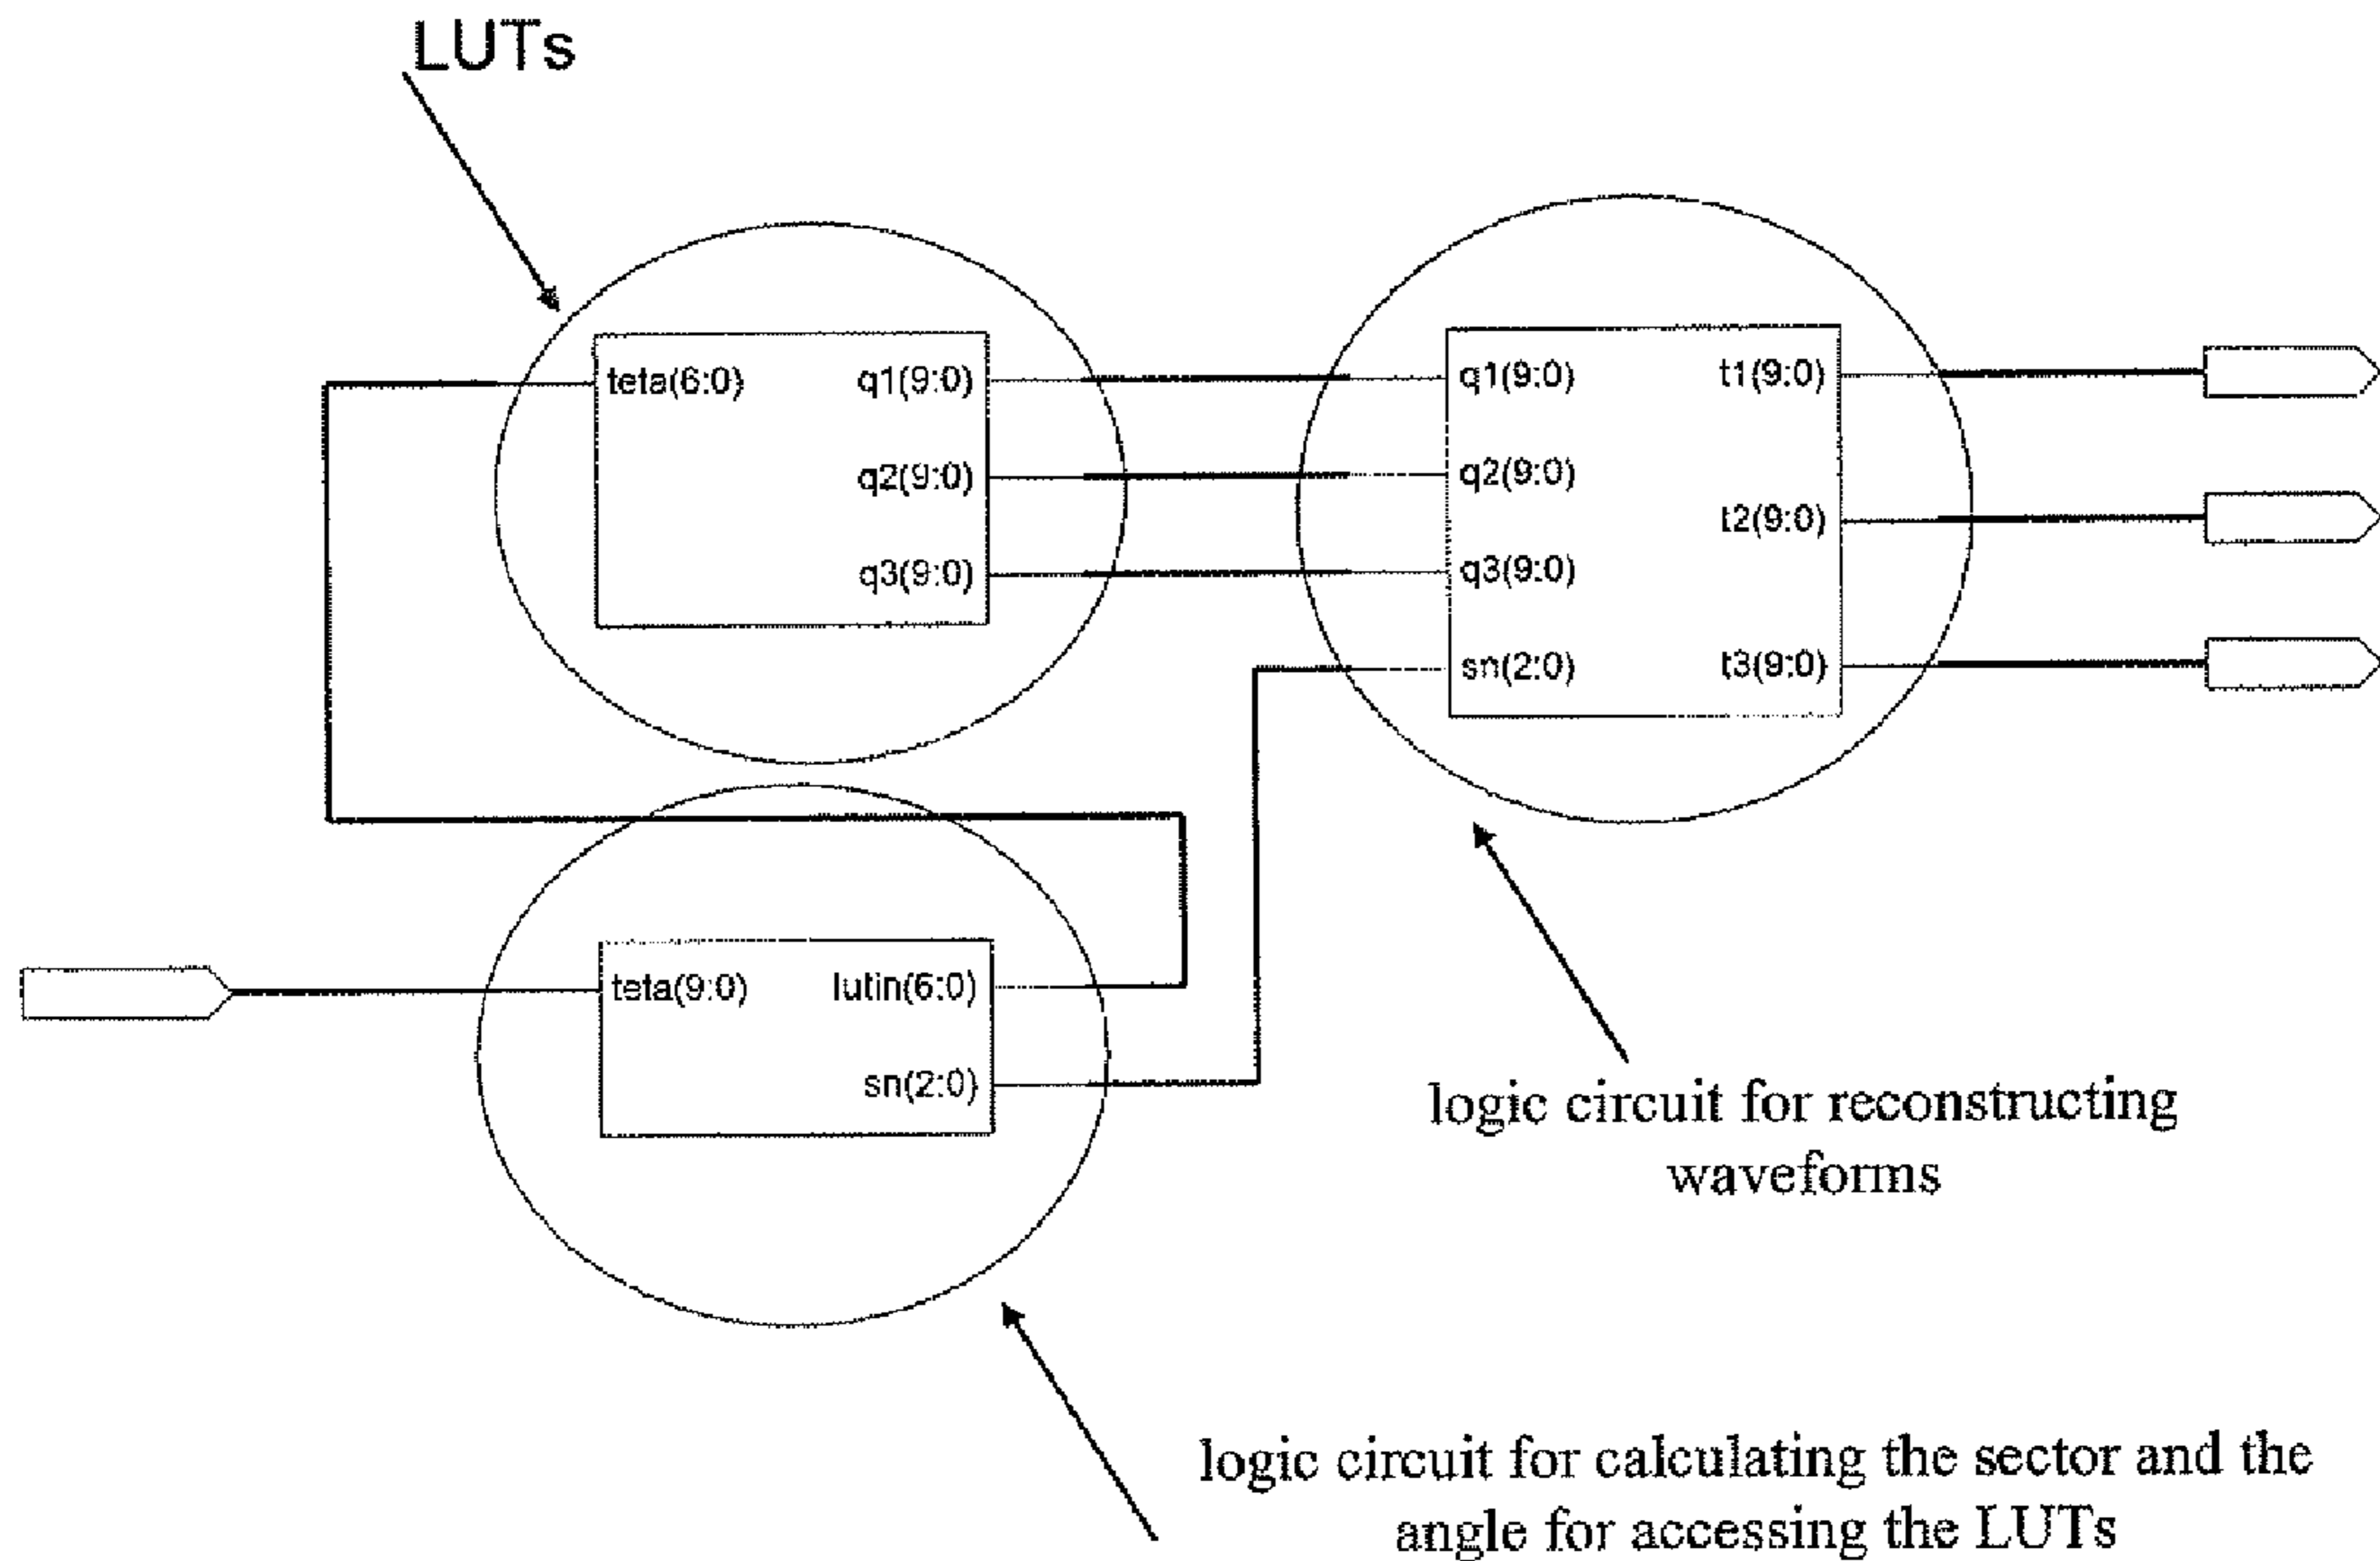 LUTs
teta(6:0) q1(9:0)
q2(9:0)
q3(9:0)
q1(9:0) t1(9:0)
q2(9:0)
t2(9:0)
q3(9:0)
sn(2:0) t3(9:0)
teta(9:0) lutin(6:0)
sn(2:0)
logic circuit for reconstructing
waveforms
logic circuit for calculating the sector and the
angle for accessing the LUTs